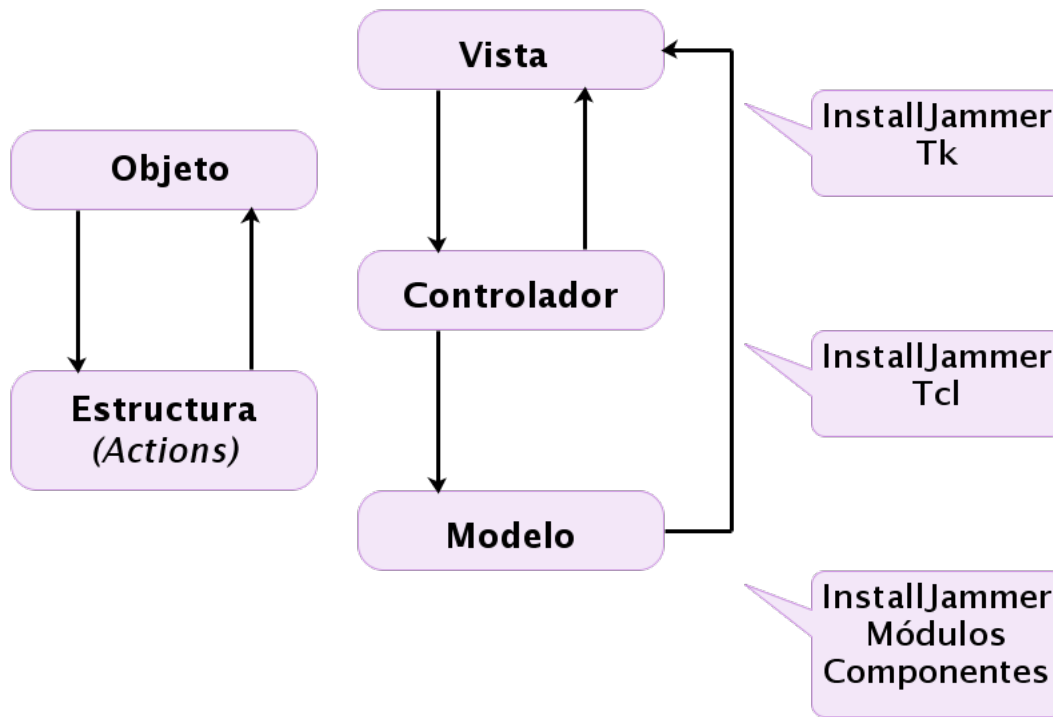 Vista
InstallJammer
Tk
Objeto
Controlador
InstallJammer
Tcl
Estructura
(Actions)
Modelo
InstallJammer
Módulos
Componentes